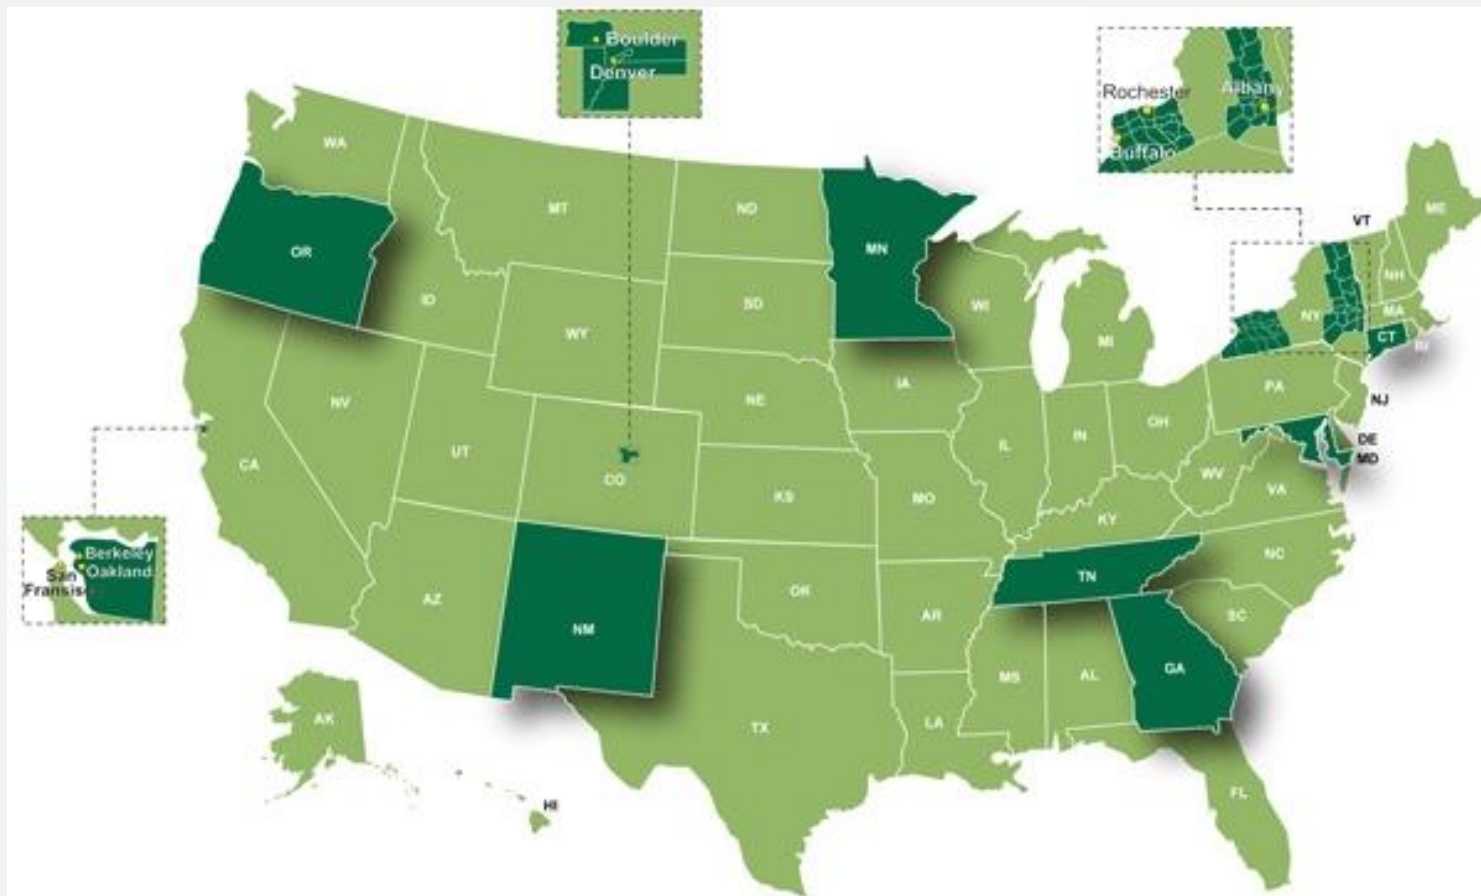 Boulder
Denver
Rochester
Albany
Buffalo
WA
MT
ND
MN
VT
ME
OR
ID
SD
WI
NH
NY
MA
WY
MI
CT
RI
IA
PA
NV
NE
NJ
UT
IL
IN
OH
DE
MD
CA
CO
KS
MO
WV
VA
KY
Berkeley
Oakland
San
Fransis
AZ
NM
OK
TN
NC
AR
SC
MS
AL
GA
AK
TX
LA
HI
FL